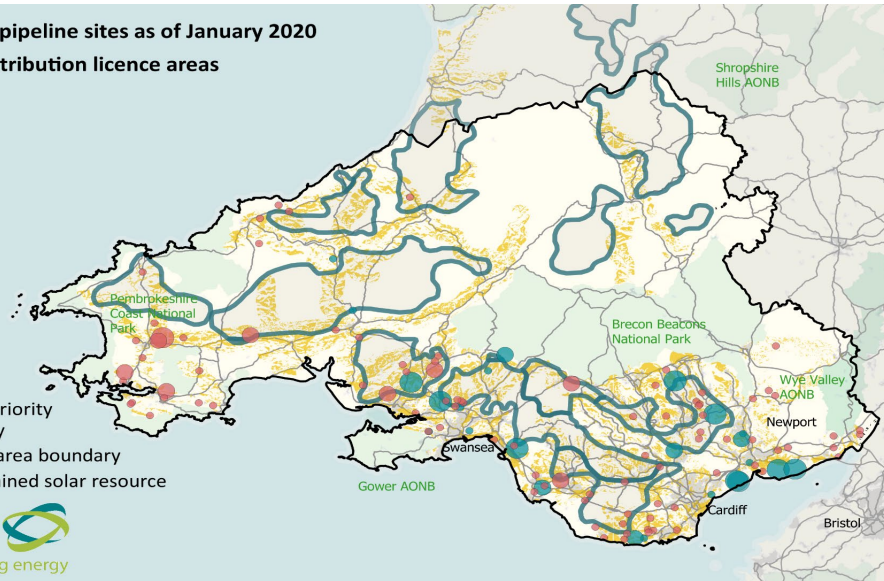 pipeline sites as of January 2020
tribution licence areas
Shropshire
Hills AONB
Pembrokeshire
Coast National
Park
Brecon Beacons
National Park
Wye Valley
AONB
Newport
riority
y
Swansea
area boundary
ined solar resource
Gower AONB
Cardiff
Bristol
g energy